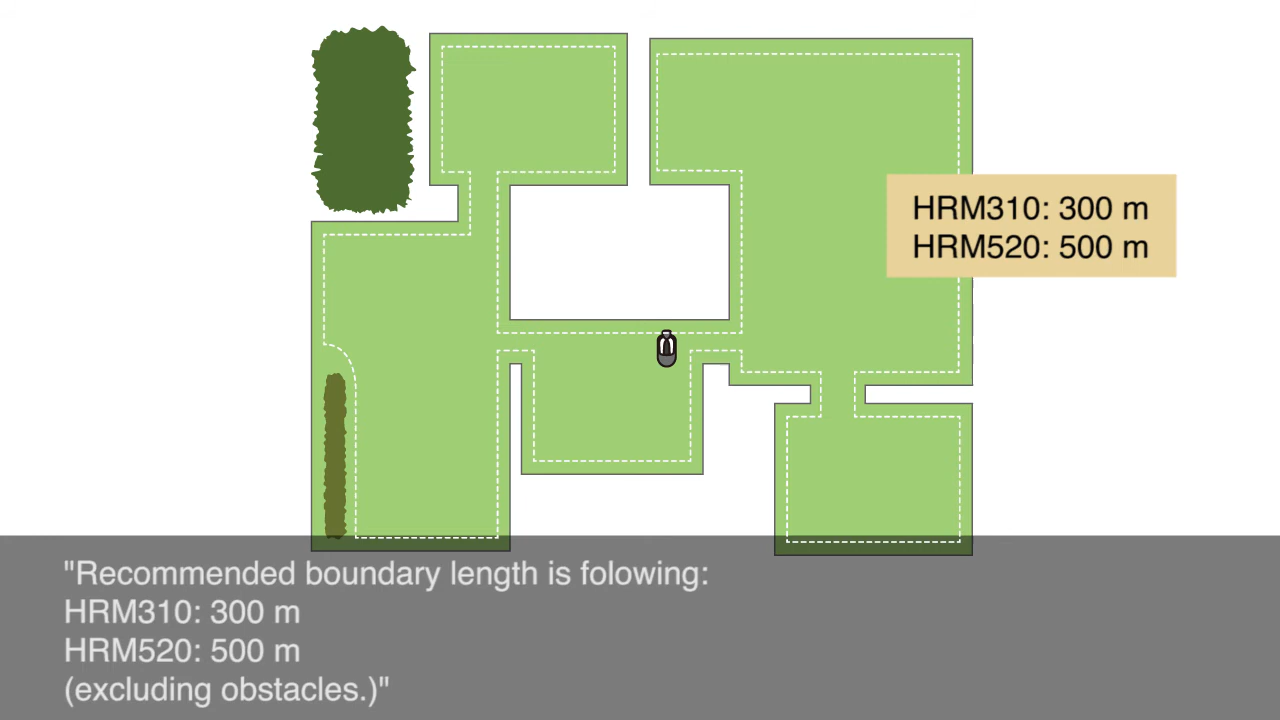 HRM310: 300 m
HRM520: 500 m
"Recommended boundary length is folowing:
HRM310: 300 m
HRM520: 500 m
(excluding obstacles.)"